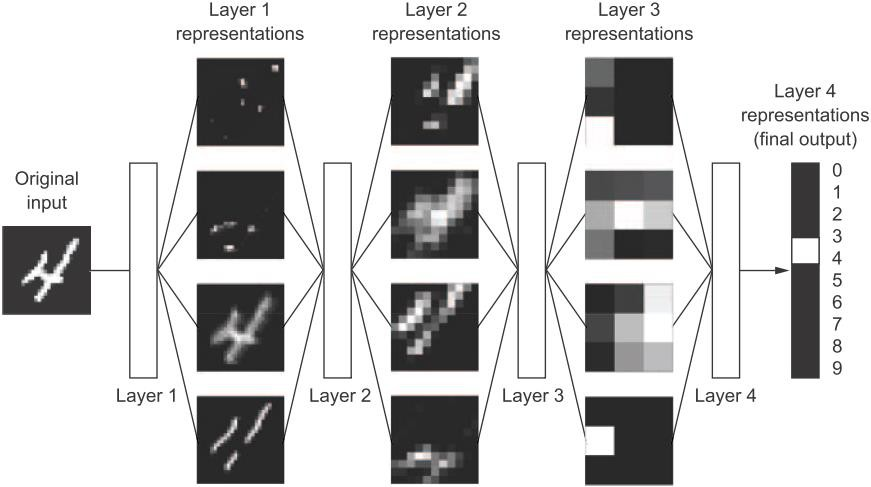 Layer 1
representations
Layer 2
representations
Layer 3
representations
Layer 4
representations
(final output)
Original
input
0
1
2
3
4
5
6
7
8
9
Layer 1
Layer 2
Layer 3
Layer 4